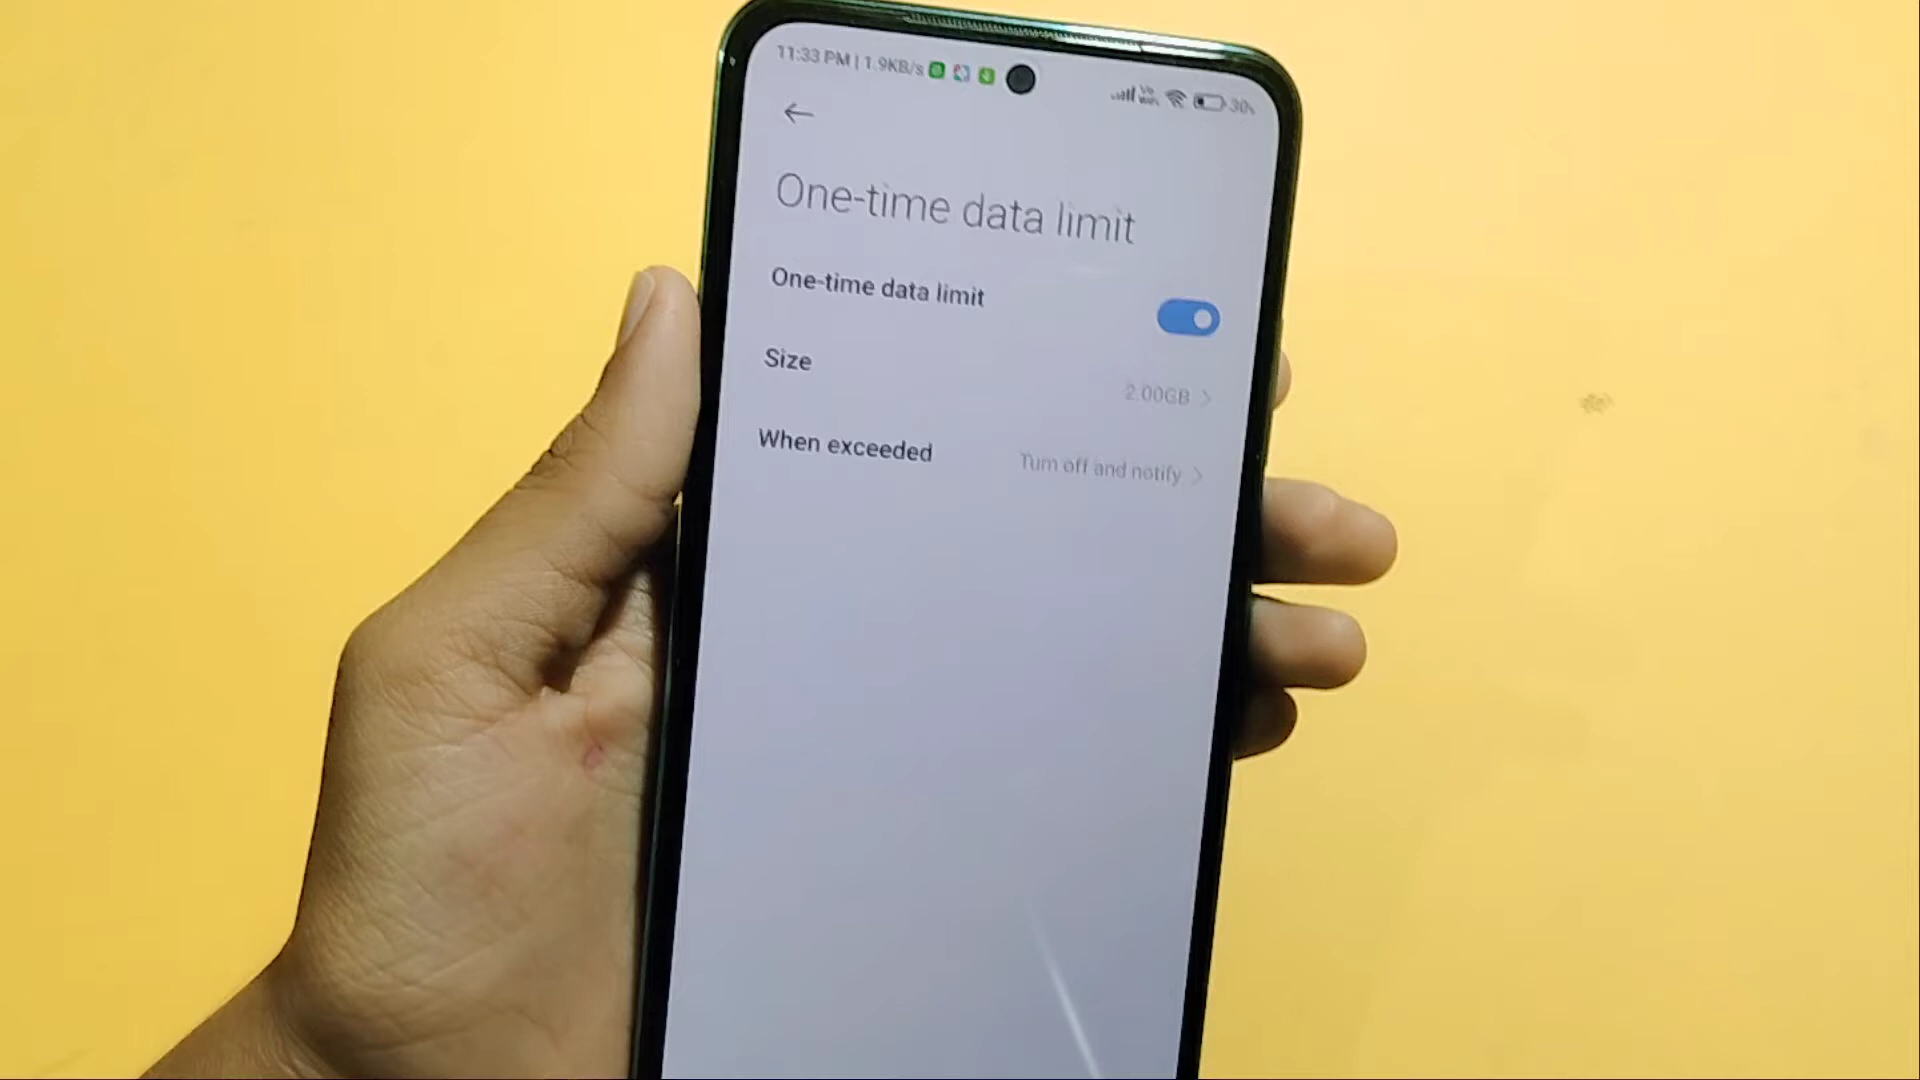 11:33 PM | 1.9KB/s
30%
One-time data limit
One-time data limit
Size
2.00GB
When exceeded
Turn off and notify